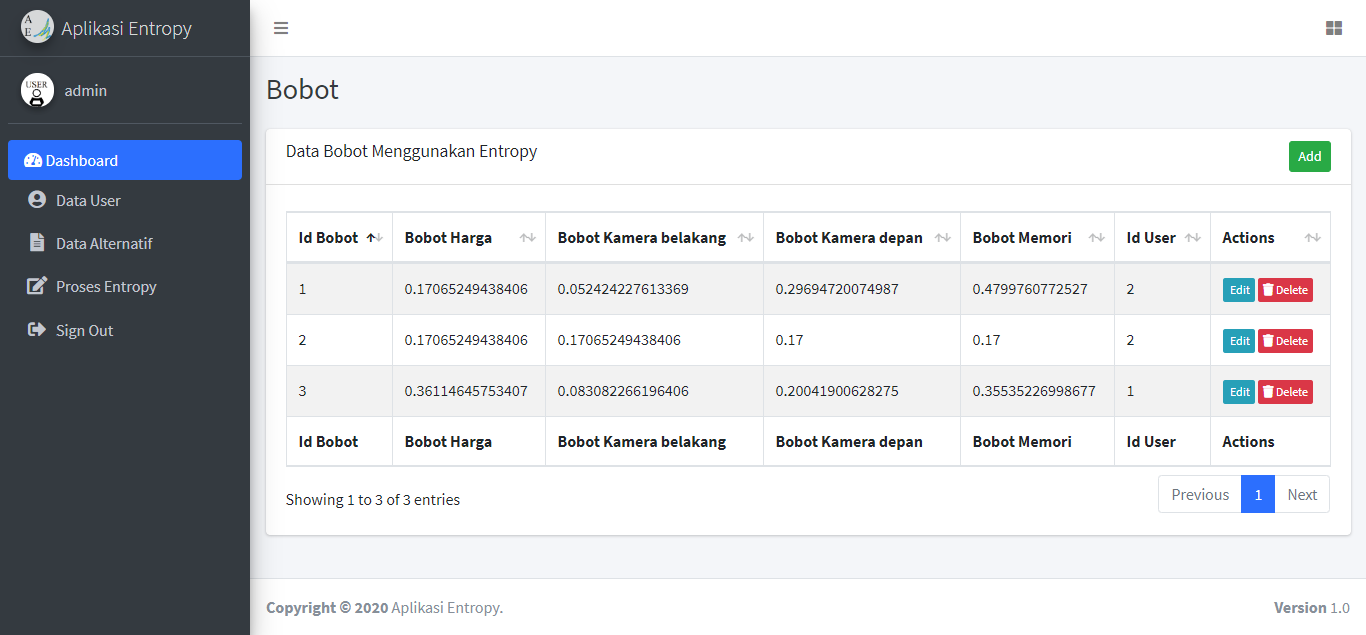 A
E
Aplikasi Entropy
USER
admin
Dashboard
Data User
Data Alternatif
Proses Entropy
Sign Out
Bobot
Data Bobot Menggunakan Entropy
Add
Id Bobot Bobot Harga Bobot Kamera belakang Bobot Kamera depan Bobot Memori Id User Actions
1 0.17065249438406 0.052424227613369 0.29694720074987 0.4799760772527 2 Edit Delete
2 0.17065249438406 0.17065249438406 0.17 0.17 2 Edit Delete
3 0.36114645753407 0.083082266196406 0.20041900628275 0.35535226998677 1 Edit Delete
Id Bobot Bobot Harga Bobot Kamera belakang Bobot Kamera depan Bobot Memori Id User Actions
Showing 1 to 3 of 3 entries
Previous 1 Next
Copyright © 2020 Aplikasi Entropy.
Version 1.0